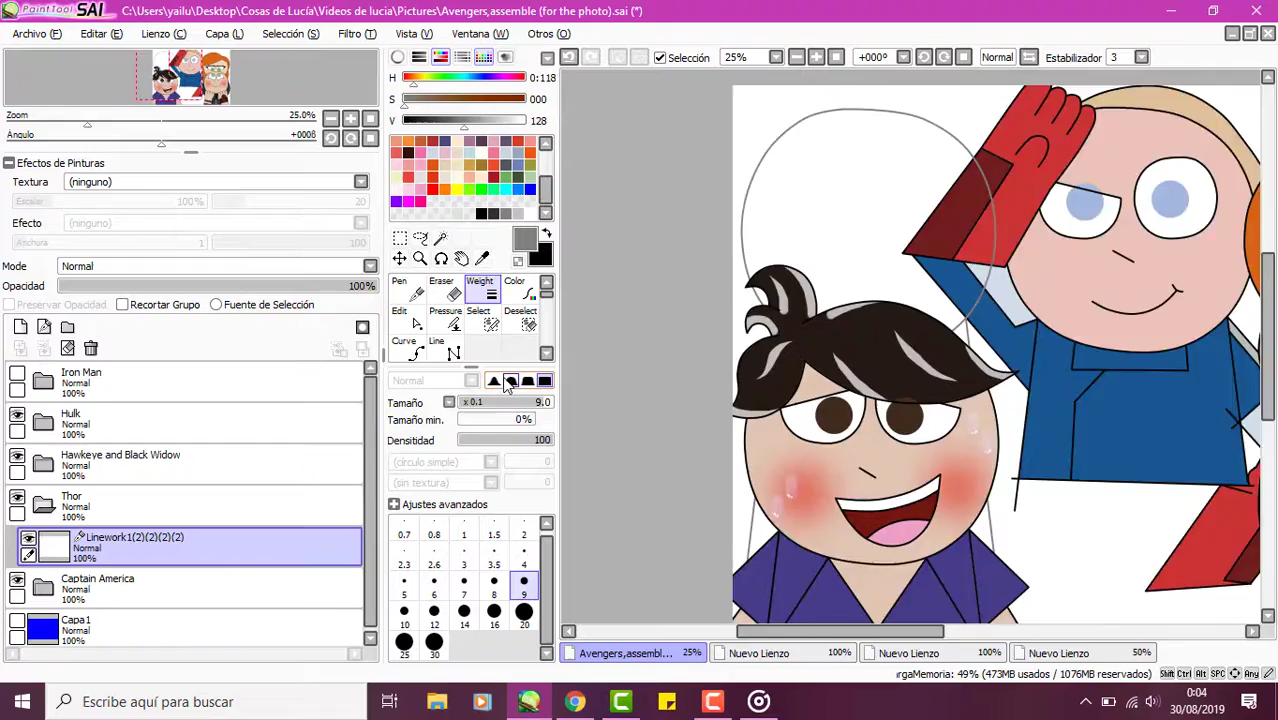 PaintTool SAI C:\Users\yailu\Desktop\Cosas de Lucía\Videos de lucia\Pictures\Avengers,assemble (for the photo).sai (*)
Archivo (F) Editar (E) Lienzo (C) Capa (L) Selección (S) Filtro (T) Ventana (W) Otros (O)
Selección 25% +000° Normal Estabilizador 3
Zoom 25.0%
Ángulo +000ß
Efectos de Pinturas
Textura (ninguno)
Escalar 100% 20
Efecto (ninguno)
Anchura 1 100
Mode Normal
Opacidad 100%
Preservar Opacidad Recortar Grupo Fuente de Selección
Iron Man
Normal
100%
Hulk
Normal
100%
Hawkeye and Black Widow
Normal
100%
Thor
Normal
100%
Linework1(2)(2)(2)(2)
Normal
100%
Captain America
Normal
100%
Capa1
Normal
100%
H 0:118
S 000
V 128
Pen Eraser Weight Color
Edit Pressure Select Deselect
Curve Line
Normal
Tamaño x 0.1 9.0
Tamaño min. 0%
Densitidad 100
(círculo simple) 0
(sin textura) 0
Ajustes avanzados
0.7 0.8 1 1.5 2
2.3 2.6 3 3.5 4
5 6 7 8 9
10 12 14 16 20
25 30
Avengers,assembl... 25% Nuevo Lienzo 100% Nuevo Lienzo 100% Nuevo Lienzo 50%
ırgaMemoria: 49% (473MB usados / 1076MB reservados) Shift Ctrl Alt SPC Any
Escribe aquí para buscar
0:04
30/08/2019